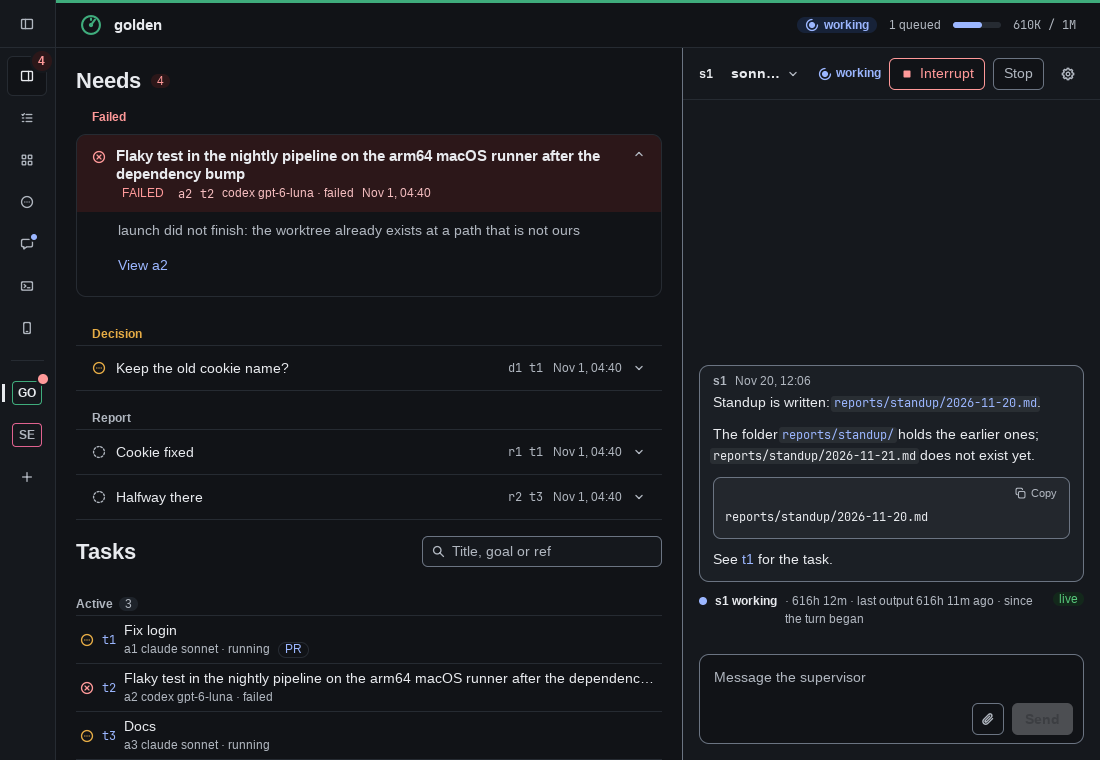 golden
working
1 queued
610K / 1M
4
GO
SE
Needs 4
Failed
Flaky test in the nightly pipeline on the arm64 macOS runner after the
dependency bump
FAILED a2 t2 codex gpt-6-luna · failed Nov 1, 04:40
launch did not finish: the worktree already exists at a path that is not ours
View a2
Decision
Keep the old cookie name? d1 t1 Nov 1, 04:40
Report
Cookie fixed r1 t1 Nov 1, 04:40
Halfway there r2 t3 Nov 1, 04:40
Tasks
Title, goal or ref
Active 3
t1 Fix login
a1 claude sonnet · running PR
t2 Flaky test in the nightly pipeline on the arm64 macOS runner after the dependenc…
a2 codex gpt-6-luna · failed
t3 Docs
a3 claude sonnet · running
s1 sonn… working Interrupt Stop
s1 Nov 20, 12:06
Standup is written: reports/standup/2026-11-20.md.
The folder reports/standup/ holds the earlier ones;
reports/standup/2026-11-21.md does not exist yet.
Copy
reports/standup/2026-11-20.md
See t1 for the task.
s1 working · 616h 12m · last output 616h 11m ago · since
the turn began
live
Message the supervisor
Send